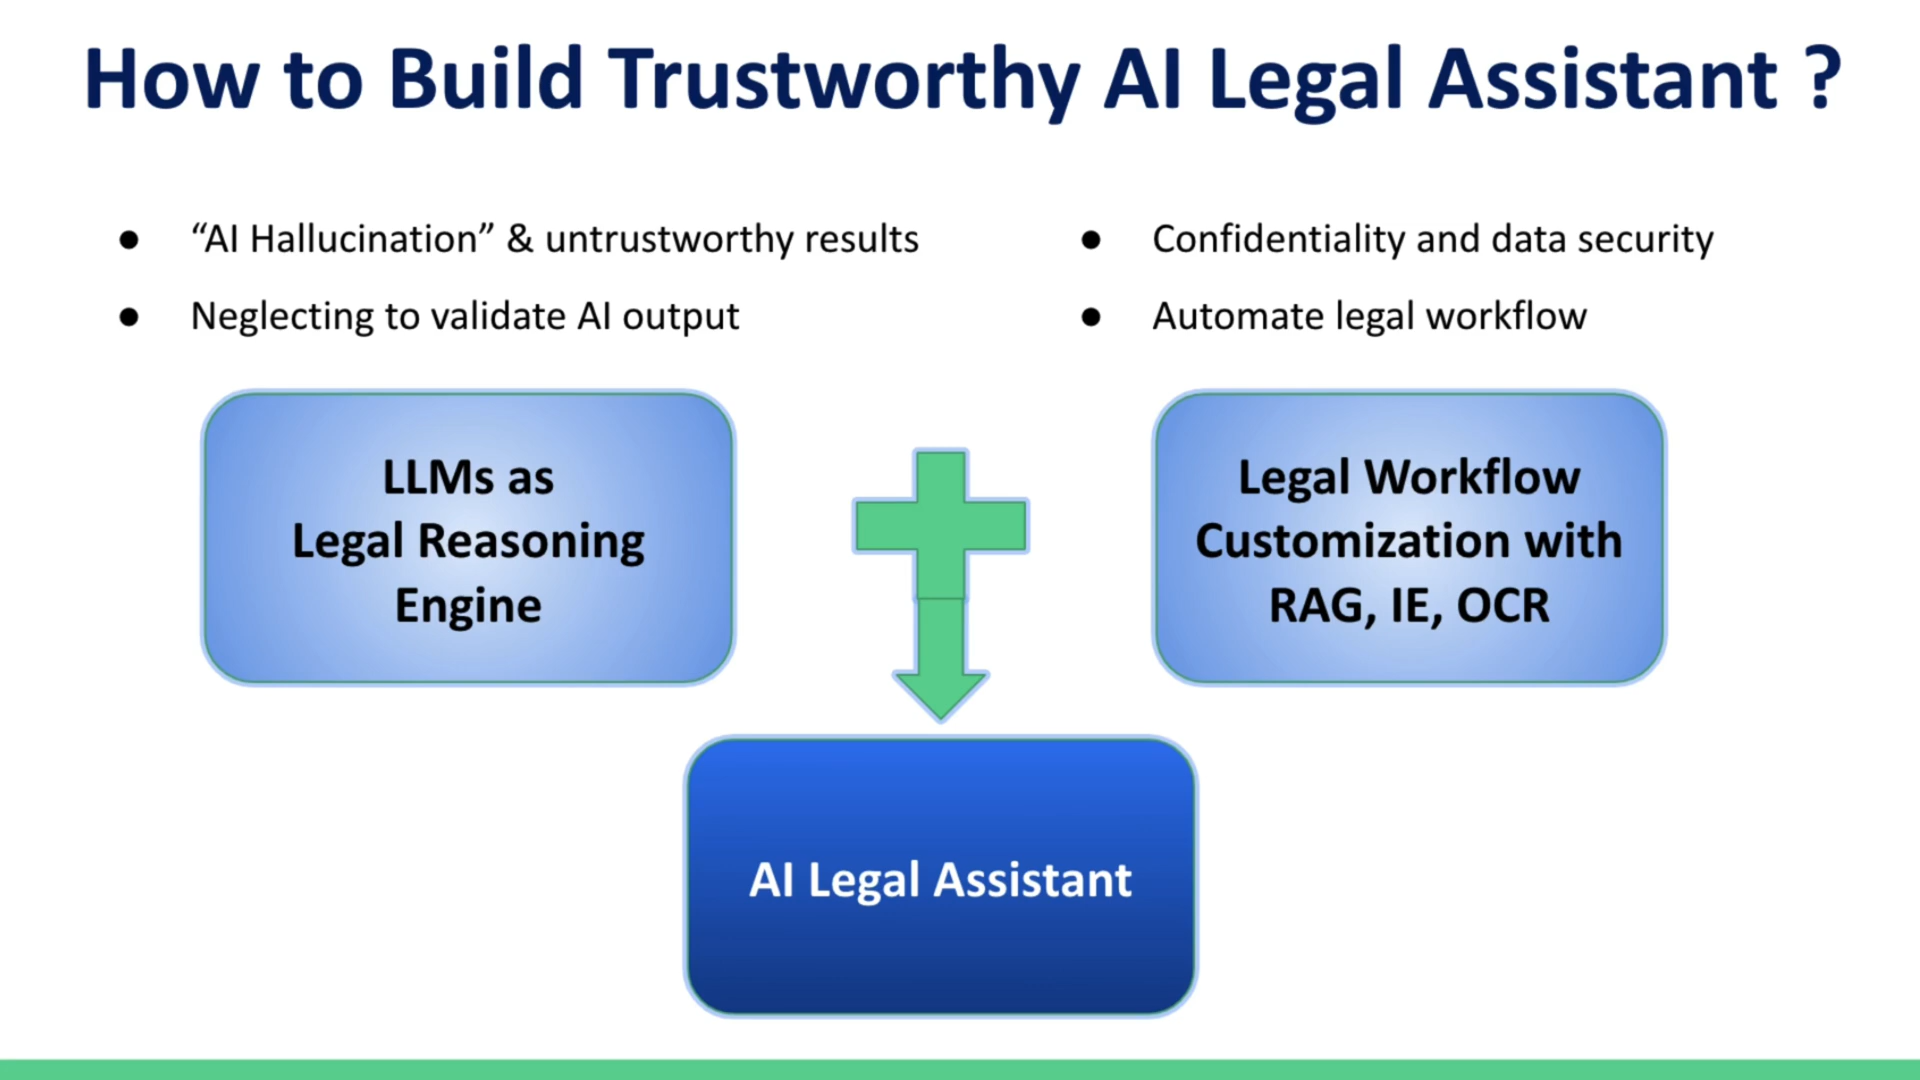 How to Build Trustworthy AI Legal Assistant ?
● “AI Hallucination” & untrustworthy results
● Neglecting to validate AI output
● Confidentiality and data security
● Automate legal workflow
LLMs as
Legal Reasoning
Engine
Legal Workflow
Customization with
RAG, IE, OCR
AI Legal Assistant